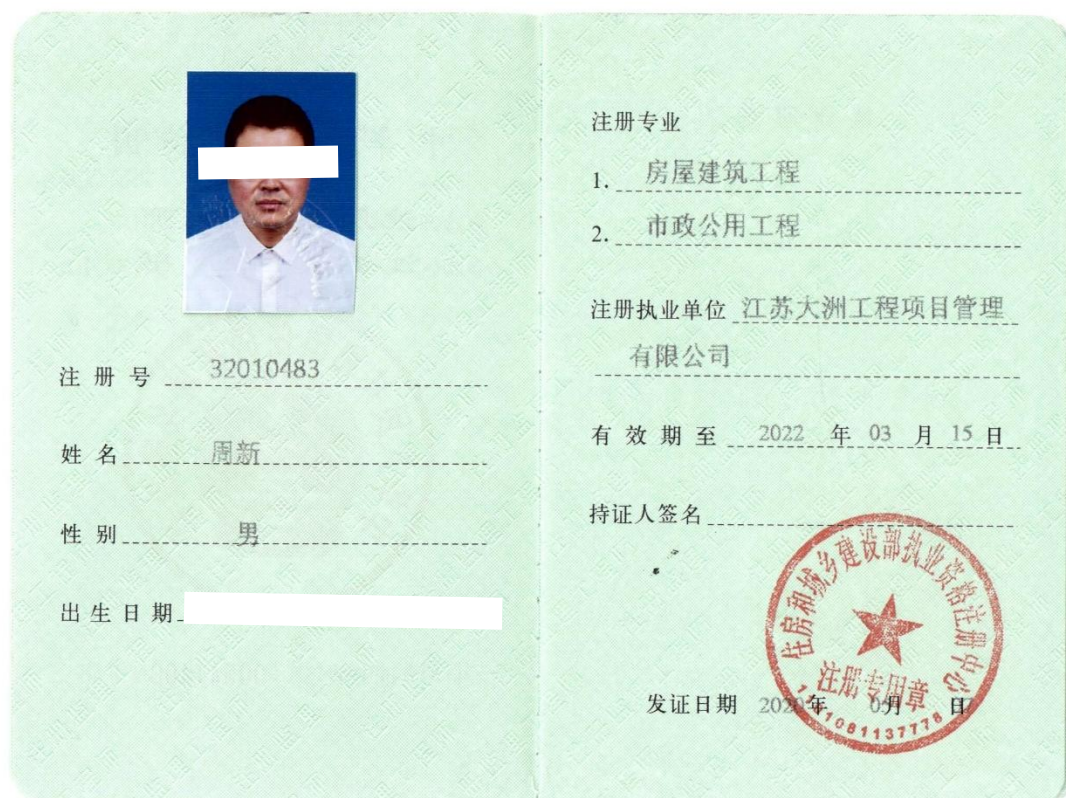 注册号 32010483
姓名 周新
性别 男
出生日期
注册专业
1. 房屋建筑工程
2. 市政公用工程
注册执业单位 江苏大洲工程项目管理
有限公司
有效期至 2022 年 03 月 15 日
持证人签名
住房和城乡建设部执业资格注册中心
注册专用章
发证日期 2020年 月 日